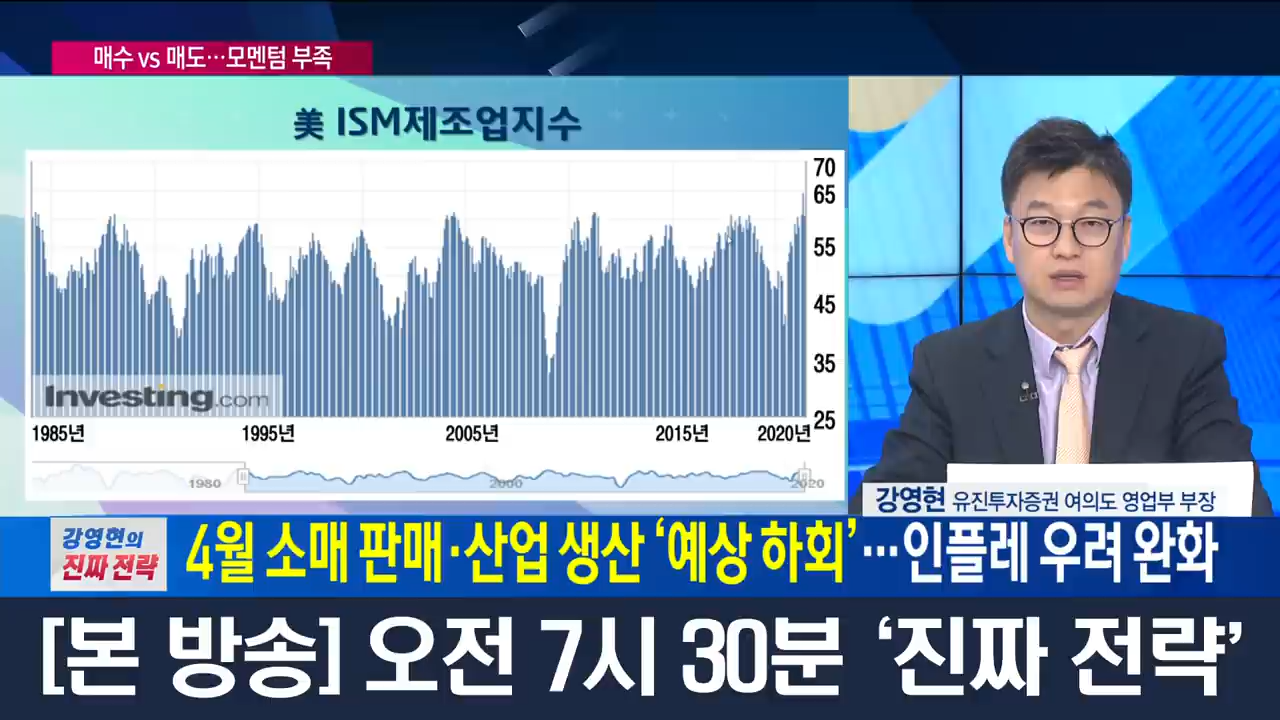 매수 vs 매도…모멘텀 부족
美 ISM제조업지수
70
65
55
45
35
25
Investing.com
1985년 1995년 2005년 2015년 2020년
1980 2000 2020
강영현 유진투자증권 여의도 영업부 부장
강영현의
진짜 전략
4월 소매 판매·산업 생산 ‘예상 하회’…인플레 우려 완화
[본 방송] 오전 7시 30분 ‘진짜 전략’